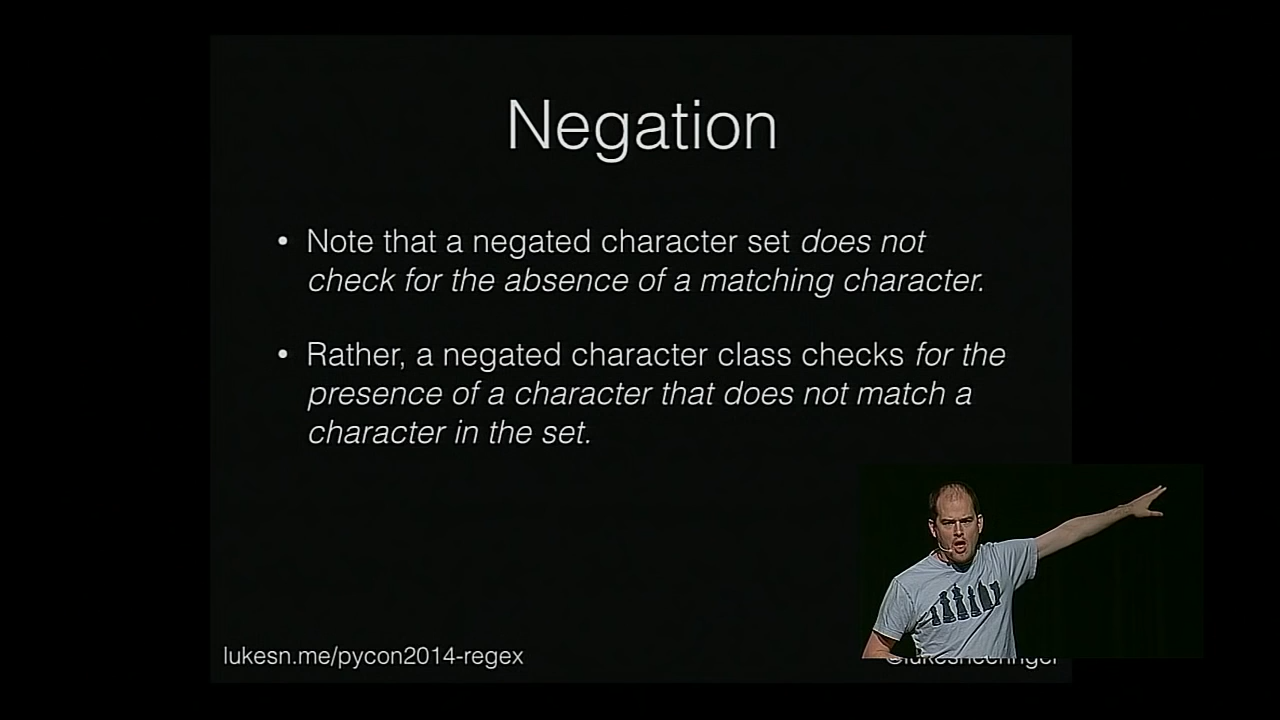 Negation
• Note that a negated character set does not
check for the absence of a matching character.
• Rather, a negated character class checks for the
presence of a character that does not match a
character in the set.
lukesn.me/pycon2014-regex